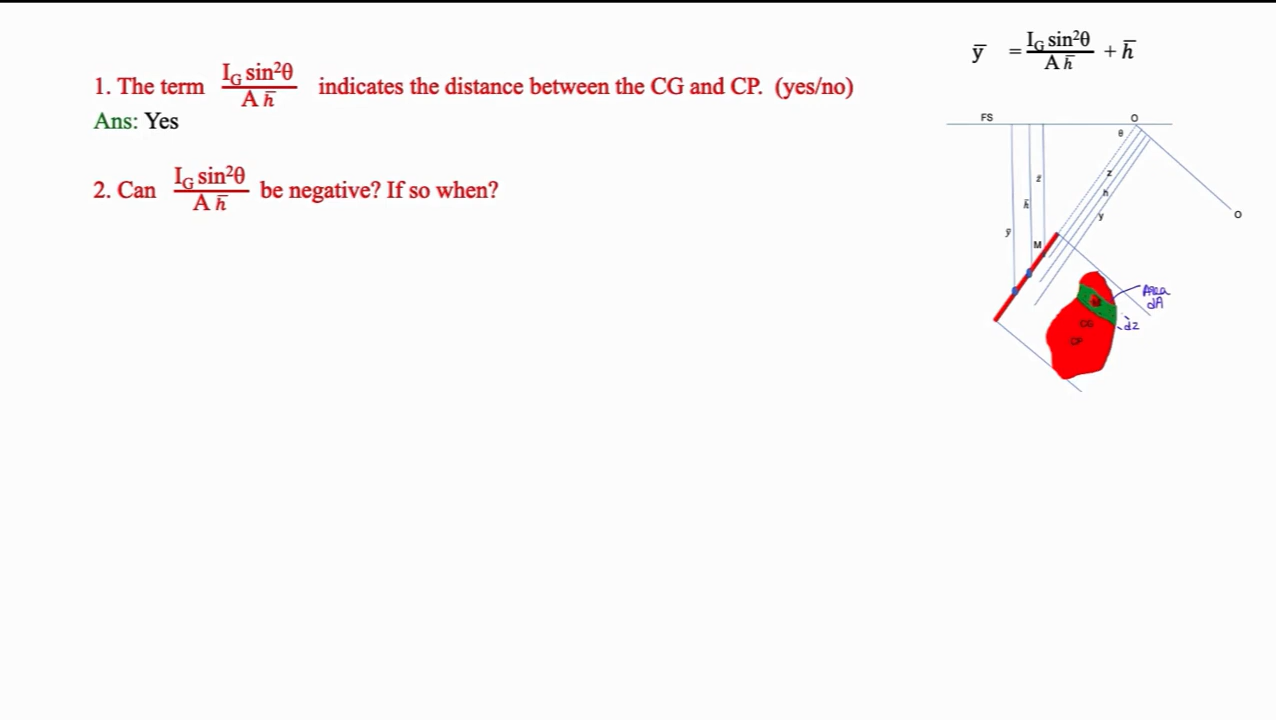 ȳ = I_G sin²θ / A h̄ + h̄
1. The term I_G sin²θ / A h̄ indicates the distance between the CG and CP. (yes/no)
Ans: Yes
2. Can I_G sin²θ / A h̄ be negative? If so when?
FS
O
θ
z̄
z
h̄
h
y
ȳ
O
M
Area
dA
CG
dz
CP